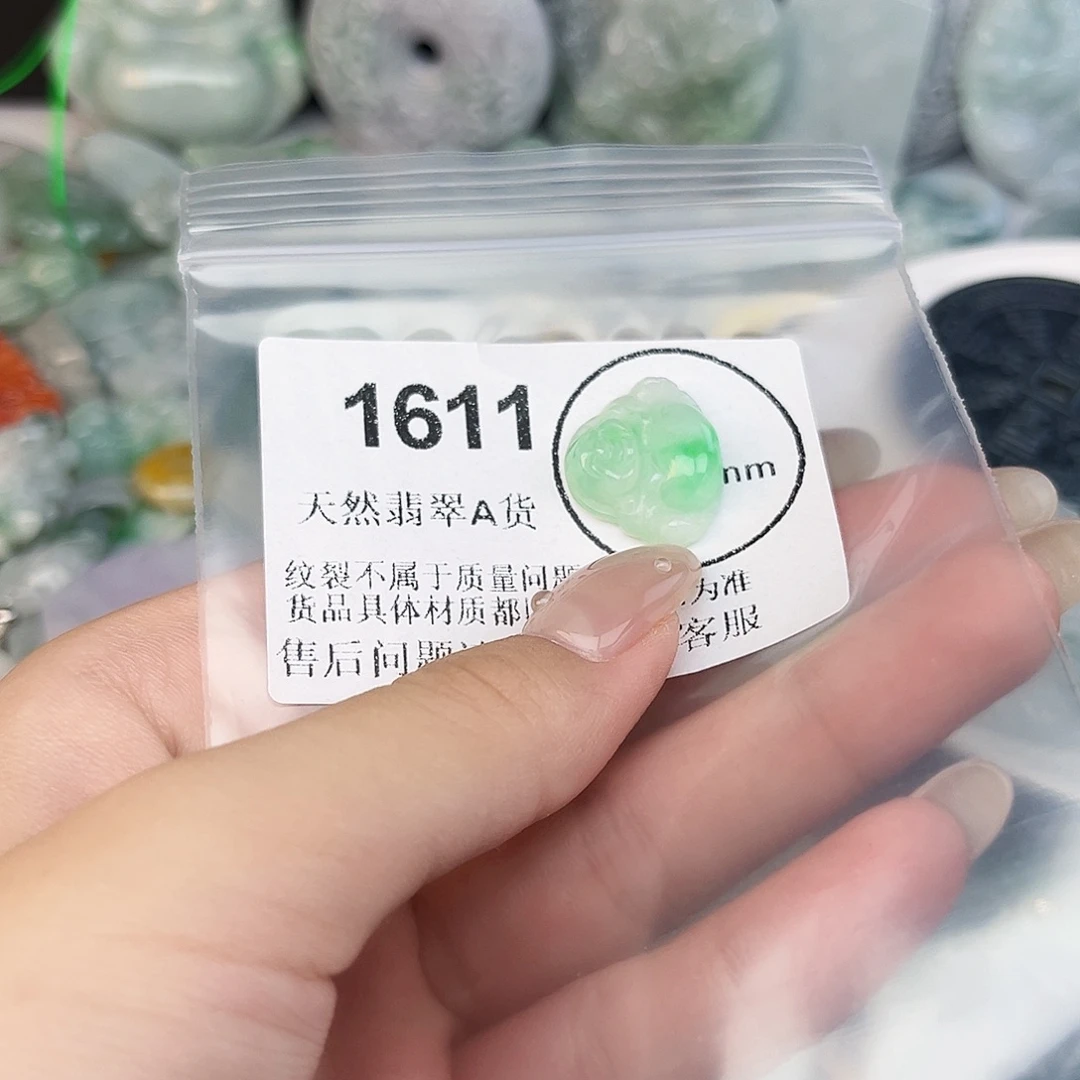 1611
nm
天然翡翠A货
纹裂不属于质量问题
为准
货品具体材质都
客服
售后问题